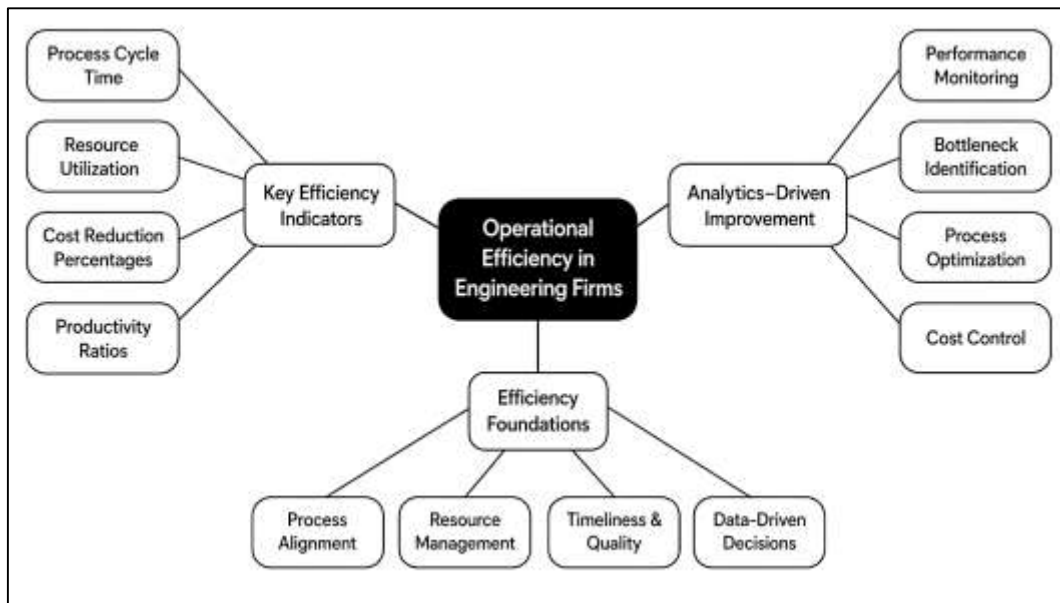 Process Cycle
Time
Resource
Utilization
Cost Reduction
Percentages
Productivity
Ratios
Key Efficiency
Indicators
Operational
Efficiency in
Engineering Firms
Analytics–Driven
Improvement
Performance
Monitoring
Bottleneck
Identification
Process
Optimization
Cost Control
Efficiency
Foundations
Process
Alignment
Resource
Management
Timeliness &
Quality
Data-Driven
Decisions